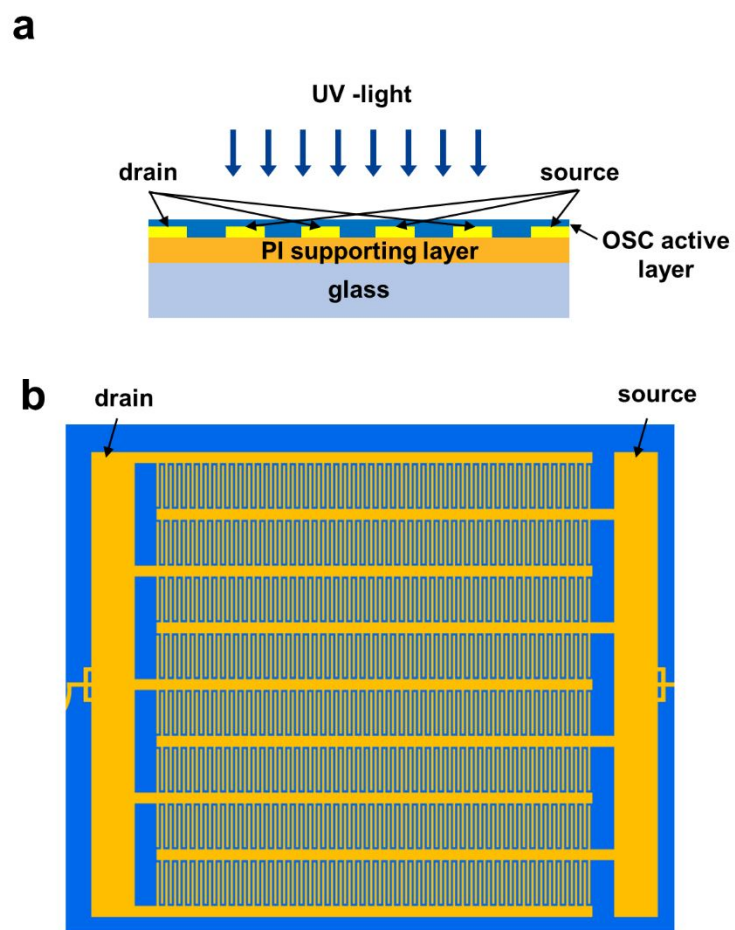 a
UV -light
drain
source
OSC active
layer
PI supporting layer
glass
b
drain
source